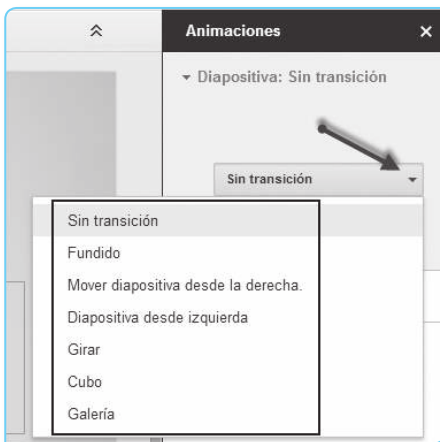 Animaciones
Diapositiva: Sin transición
Sin transición
Sin transición
Fundido
Mover diapositiva desde la derecha.
Diapositiva desde izquierda
Girar
Cubo
Galería